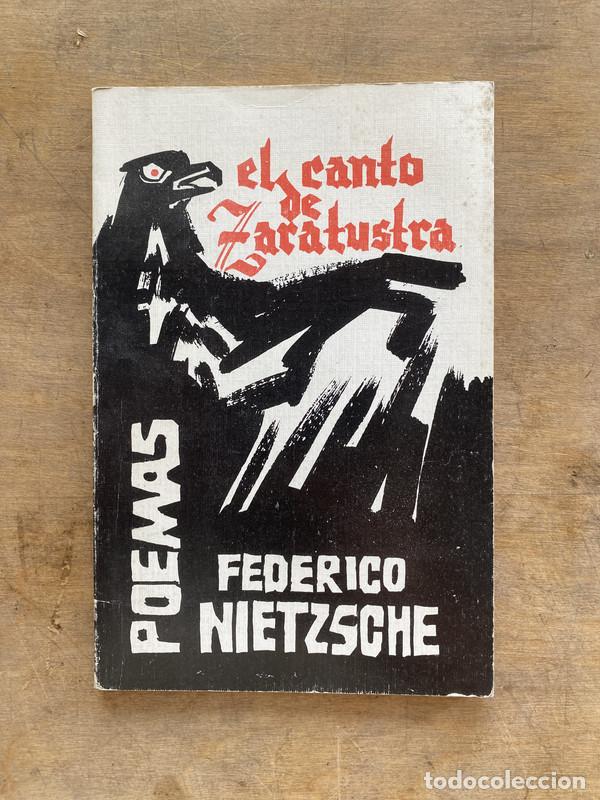 el canto
de
Zaratustra
POEMAS
FEDERICO
NIETZSCHE
todocoleccion